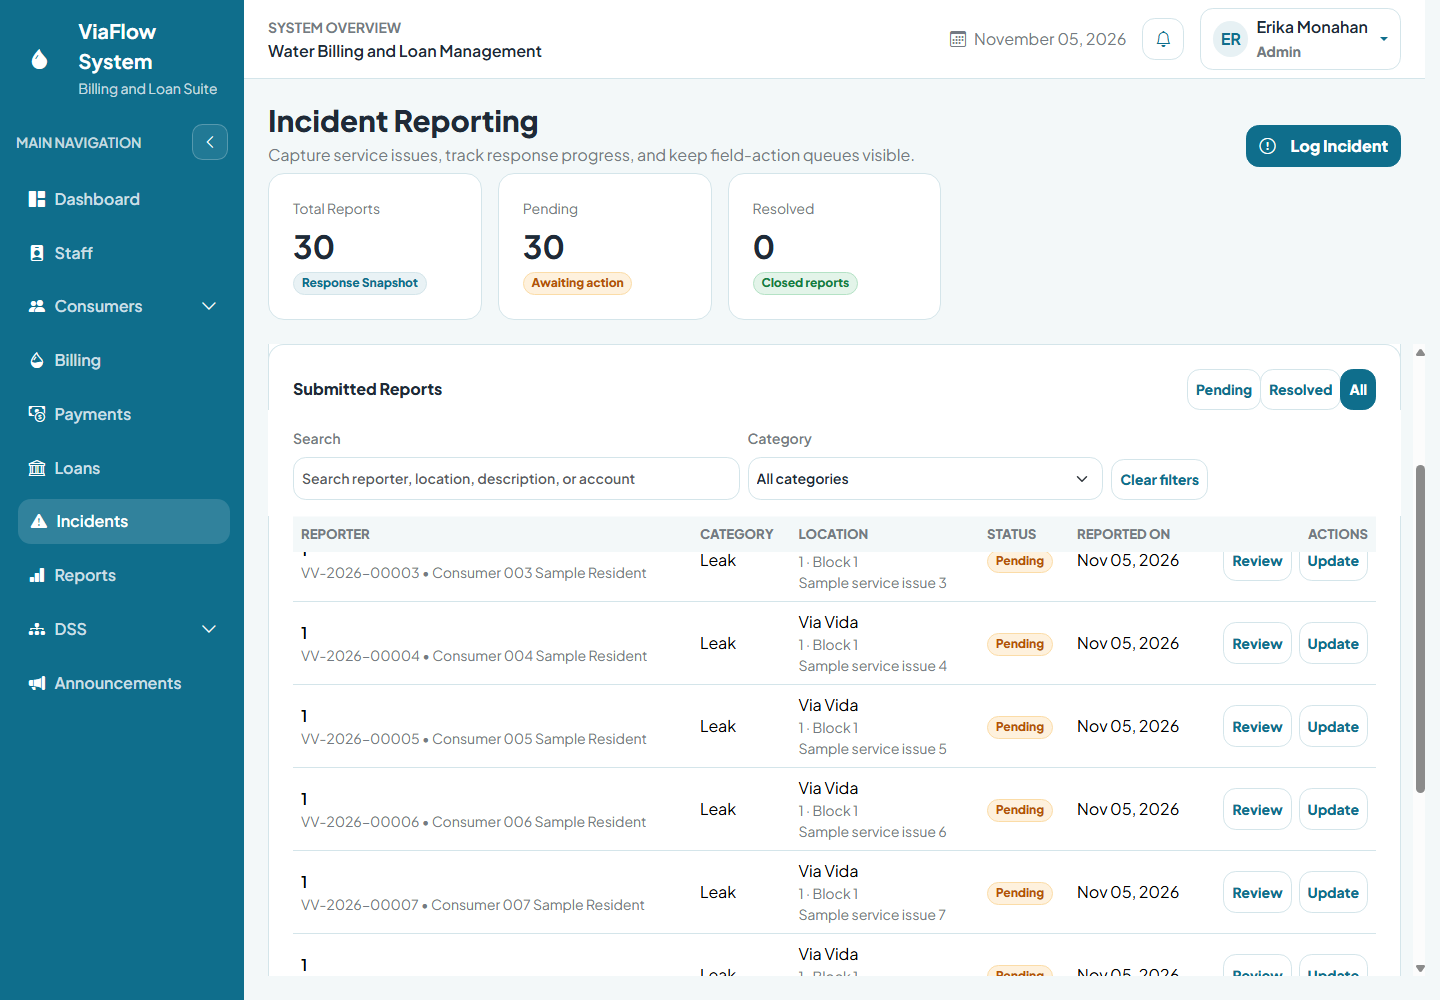 ViaFlow
System
Billing and Loan Suite
MAIN NAVIGATION
Dashboard
Staff
Consumers
Billing
Payments
Loans
Incidents
Reports
DSS
Announcements
SYSTEM OVERVIEW
Water Billing and Loan Management
November 05, 2026
ER
Erika Monahan
Admin
Incident Reporting
Capture service issues, track response progress, and keep field-action queues visible.
Log Incident
Total Reports
30
Response Snapshot
Pending
30
Awaiting action
Resolved
0
Closed reports
Submitted Reports
Pending Resolved All
Search
Category
Search reporter, location, description, or account
All categories
Clear filters
REPORTER CATEGORY LOCATION STATUS REPORTED ON ACTIONS
VV-2026-00003 • Consumer 003 Sample Resident
Leak
1 · Block 1
Sample service issue 3
Pending
Nov 05, 2026
Review Update
1
VV-2026-00004 • Consumer 004 Sample Resident
Leak
Via Vida
1 · Block 1
Sample service issue 4
Pending
Nov 05, 2026
Review Update
1
VV-2026-00005 • Consumer 005 Sample Resident
Leak
Via Vida
1 · Block 1
Sample service issue 5
Pending
Nov 05, 2026
Review Update
1
VV-2026-00006 • Consumer 006 Sample Resident
Leak
Via Vida
1 · Block 1
Sample service issue 6
Pending
Nov 05, 2026
Review Update
1
VV-2026-00007 • Consumer 007 Sample Resident
Leak
Via Vida
1 · Block 1
Sample service issue 7
Pending
Nov 05, 2026
Review Update
1
Leak
Via Vida
1 · Block 1
Pending
Nov 05, 2026
Review Update